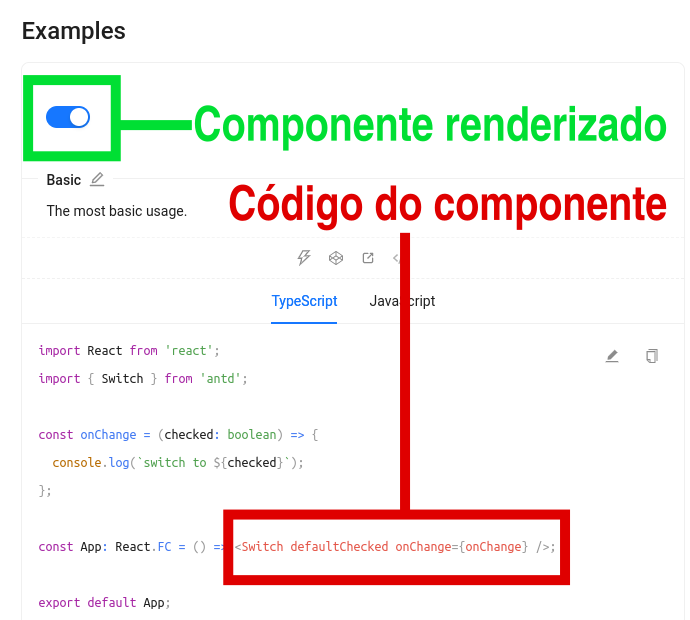 Examples
Componente renderizado
Basic
Código do componente
The most basic usage.
TypeScript JavaScript
import React from 'react';
import { Switch } from 'antd';
const onChange = (checked: boolean) => {
console.log(`switch to ${checked}`);
};
const App: React.FC = () => <Switch defaultChecked onChange={onChange} />;
export default App;